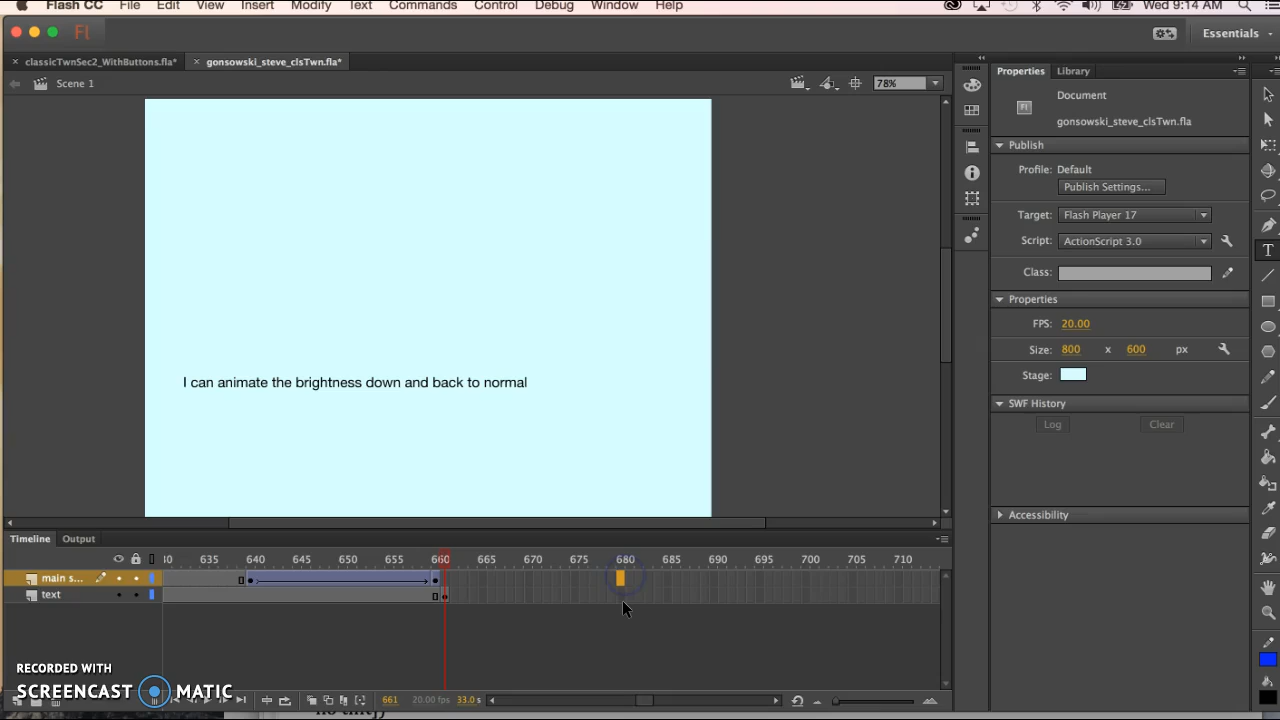 Flash CC File Edit View Insert Modify Text Commands Control Debug Window Help Wed 9:14 AM
Fl Essentials
× classicTwnSec2_WithButtons.fla* × gonsowski_steve_clsTwn.fla*
Scene 1 78%
Properties Library
Document
Fl gonsowski_steve_clsTwn.fla
Publish
Profile: Default
Publish Settings...
Target: Flash Player 17
Script: ActionScript 3.0
Class:
Properties
FPS: 20.00
Size: 800 x 600 px
Stage:
SWF History
Log Clear
Accessibility
I can animate the brightness down and back to normal
Timeline Output
635 640 645 650 655 660 665 670 675 680 685 690 695 700 705 710
main s...
text
RECORDED WITH
SCREENCAST MATIC
661 20.00 fps 33.0 s